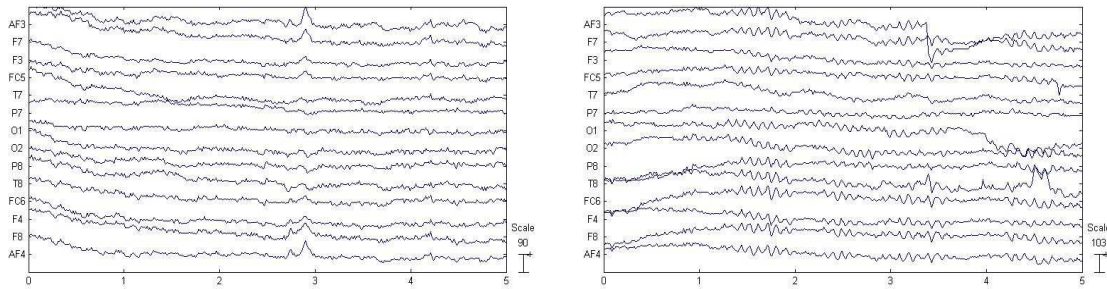 AF3
F7
F3
FC5
T7
P7
O1
O2
P8
T8
FC6
F4
F8
AF4
0 1 2 3 4 5
Scale
90
AF3
F7
F3
FC5
T7
P7
O1
O2
P8
T8
FC6
F4
F8
AF4
0 1 2 3 4 5
Scale
103